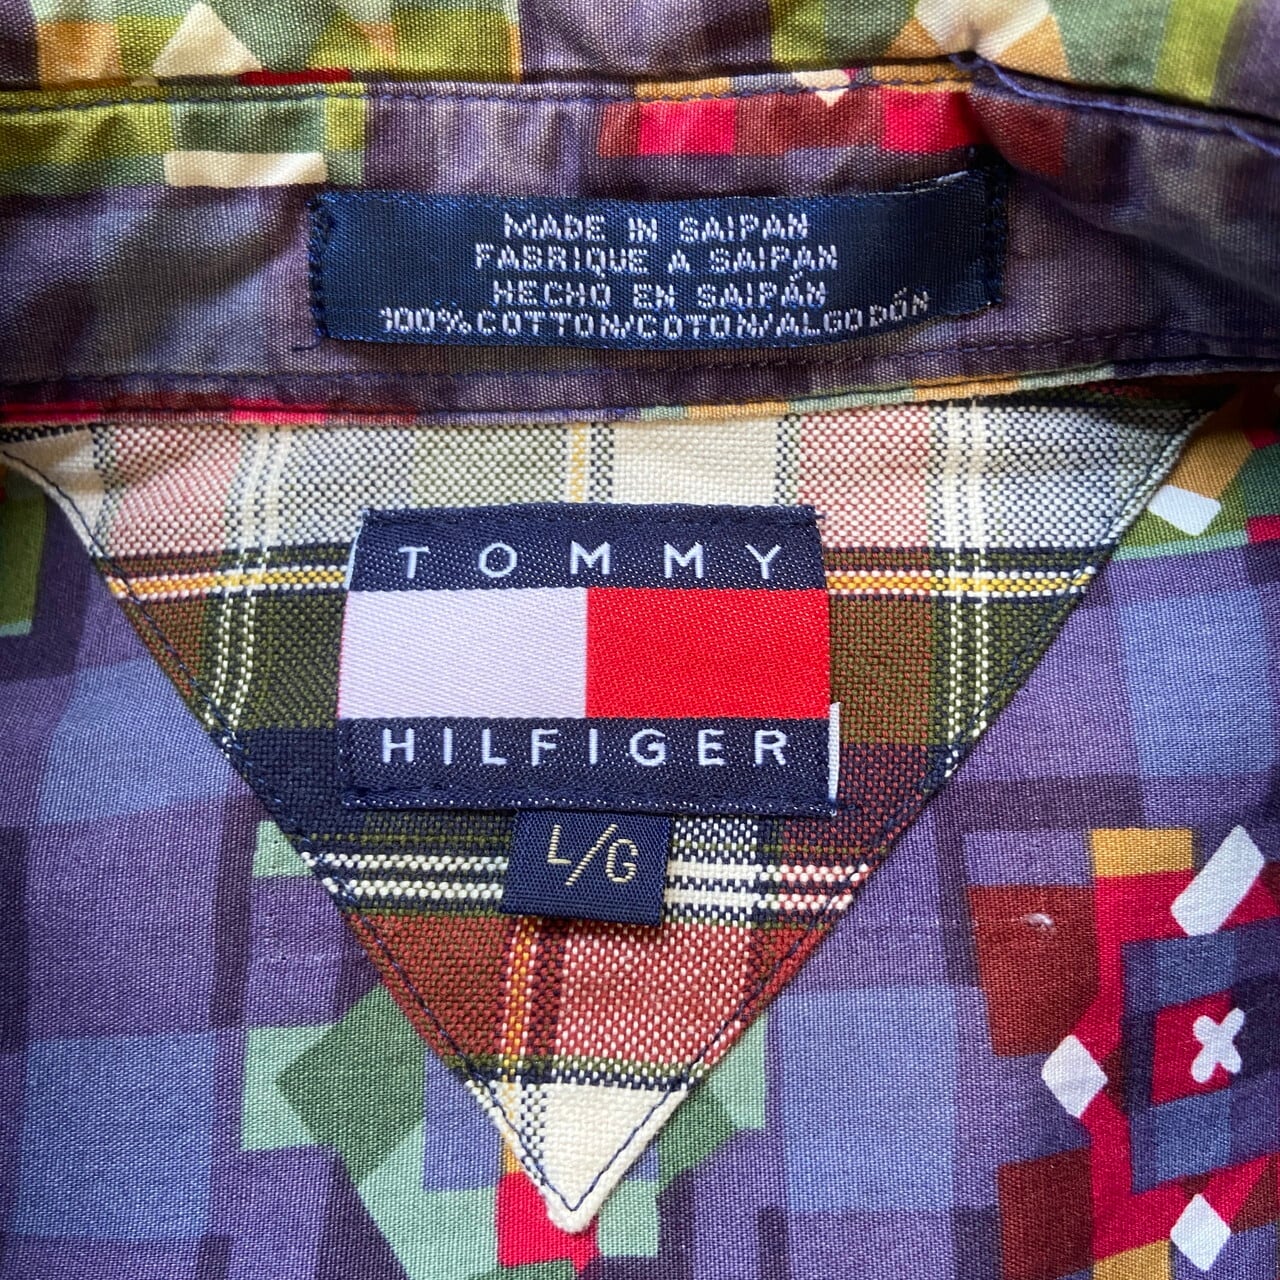 MADE IN SAIPAN
FABRIQUE A SAIPAN
HECHO EN SAIPÁN
100% COTTON/COTON/ALGODÓN
TOMMY
HILFIGER
L/G